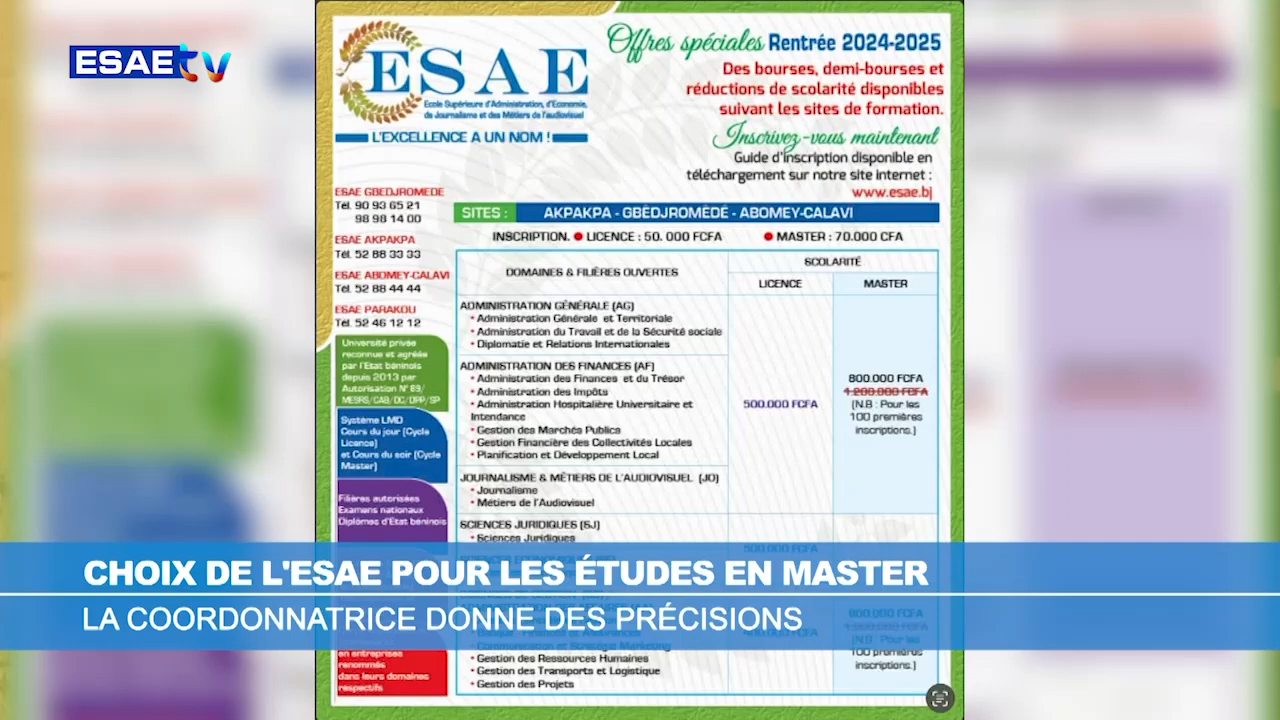 ESAE tv
ESAE
Ecole Supérieure d'Administration, d'Economie,
de Journalisme et des Métiers de l'audiovisuel
L'EXCELLENCE A UN NOM !
Offres spéciales Rentrée 2024-2025
Des bourses, demi-bourses et
réductions de scolarité disponibles
suivant les sites de formation.
Inscrivez-vous maintenant
Guide d'inscription disponible en
téléchargement sur notre site internet :
www.esae.bj
ESAE GBEDJROMEDE
Tél. 90 93 65 21
98 98 14 00
ESAE AKPAKPA
Tél. 52 88 33 33
ESAE ABOMEY-CALAVI
Tél. 52 88 44 44
ESAE PARAKOU
Tél. 52 46 12 12
Université privée
reconnue et agréée
par l'Etat béninois
depuis 2013 par
Autorisation N° 69/
MESRS/CAB/DC/DPP/SP
Système LMD
Cours du jour (Cycle
Licence)
et Cours du soir (Cycle
Master)
Filières autorisées
Examens nationaux
Diplômes d'Etat béninois
en entreprises
renommés
dans leurs domaines
respectifs
SITES : AKPAKPA - GBÈDJROMÈDÉ - ABOMEY-CALAVI
INSCRIPTION. ● LICENCE : 50. 000 FCFA ● MASTER : 70.000 CFA
DOMAINES & FILIÈRES OUVERTES
SCOLARITÉ
LICENCE MASTER
ADMINISTRATION GÉNÉRALE (AG)
• Administration Générale et Territoriale
• Administration du Travail et de la Sécurité sociale
• Diplomatie et Relations Internationales
ADMINISTRATION DES FINANCES (AF)
• Administration des Finances et du Trésor
• Administration des Impôts
• Administration Hospitalière Universitaire et
Intendance
• Gestion des Marchés Publics
• Gestion Financière des Collectivités Locales
• Planification et Développement Local
JOURNALISME & MÉTIERS DE L'AUDIOVISUEL (JO)
• Journalisme
• Métiers de l'Audiovisuel
500.000 FCFA
800.000 FCFA
1.200.000 FCFA
(N.B : Pour les
100 premières
inscriptions.)
SCIENCES JURIDIQUES (SJ)
• Sciences Juridiques
500.000 FCFA
800.000 FCFA
(N.B : Pour les
100 premières
inscriptions.)
• Gestion des Ressources Humaines
• Gestion des Transports et Logistique
• Gestion des Projets
CHOIX DE L'ESAE POUR LES ÉTUDES EN MASTER
LA COORDONNATRICE DONNE DES PRÉCISIONS